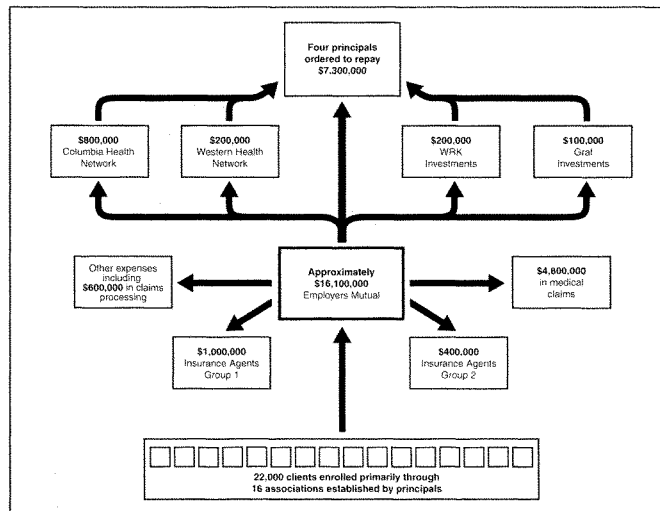 Four principals
ordered to repay
$7,300,000
$800,000
Columbia Health
Network
$200,000
Western Health
Network
$200,000
WRK
Investments
$100,000
Graf
Investments
Other expenses
including
$600,000 in claims
processing
Approximately
$16,100,000
Employers Mutual
$4,800,000
in medical
claims
$1,000,000
Insurance Agents
Group 1
$400,000
Insurance Agents
Group 2
22,000 clients enrolled primarily through
16 associations established by principals